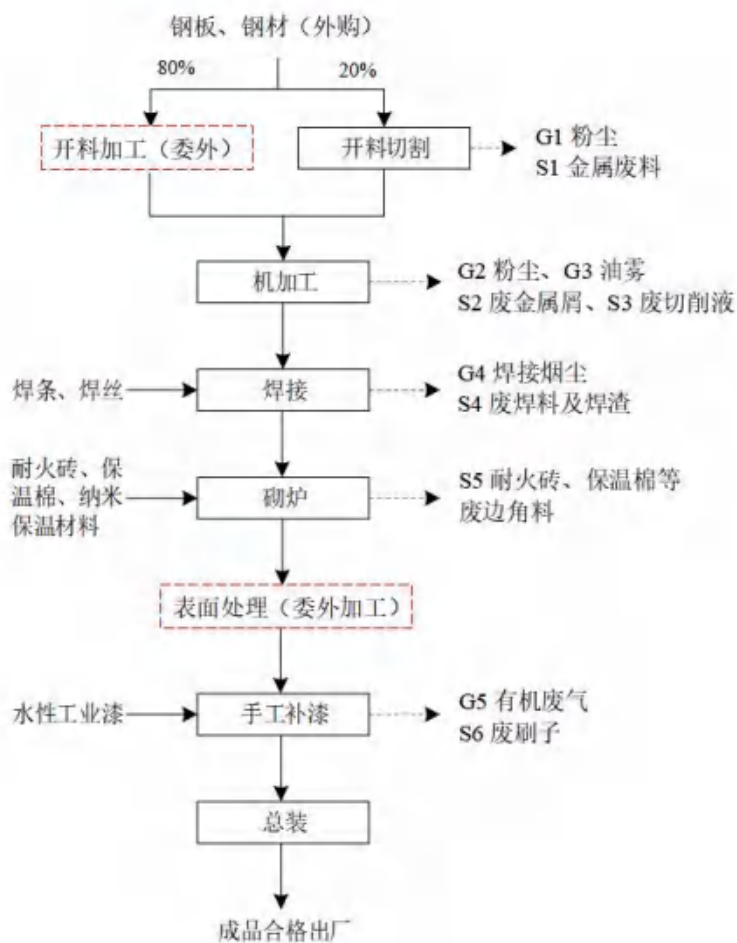 钢板、钢材（外购）
80%
20%
开料加工（委外）
开料切割
G1 粉尘
S1 金属废料
机加工
G2 粉尘、G3 油雾
S2 废金属屑、S3 废切削液
焊条、焊丝
焊接
G4 焊接烟尘
S4 废焊料及焊渣
耐火砖、保
温棉、纳米
保温材料
砌炉
S5 耐火砖、保温棉等
废边角料
表面处理（委外加工）
水性工业漆
手工补漆
G5 有机废气
S6 废刷子
总装
成品合格出厂